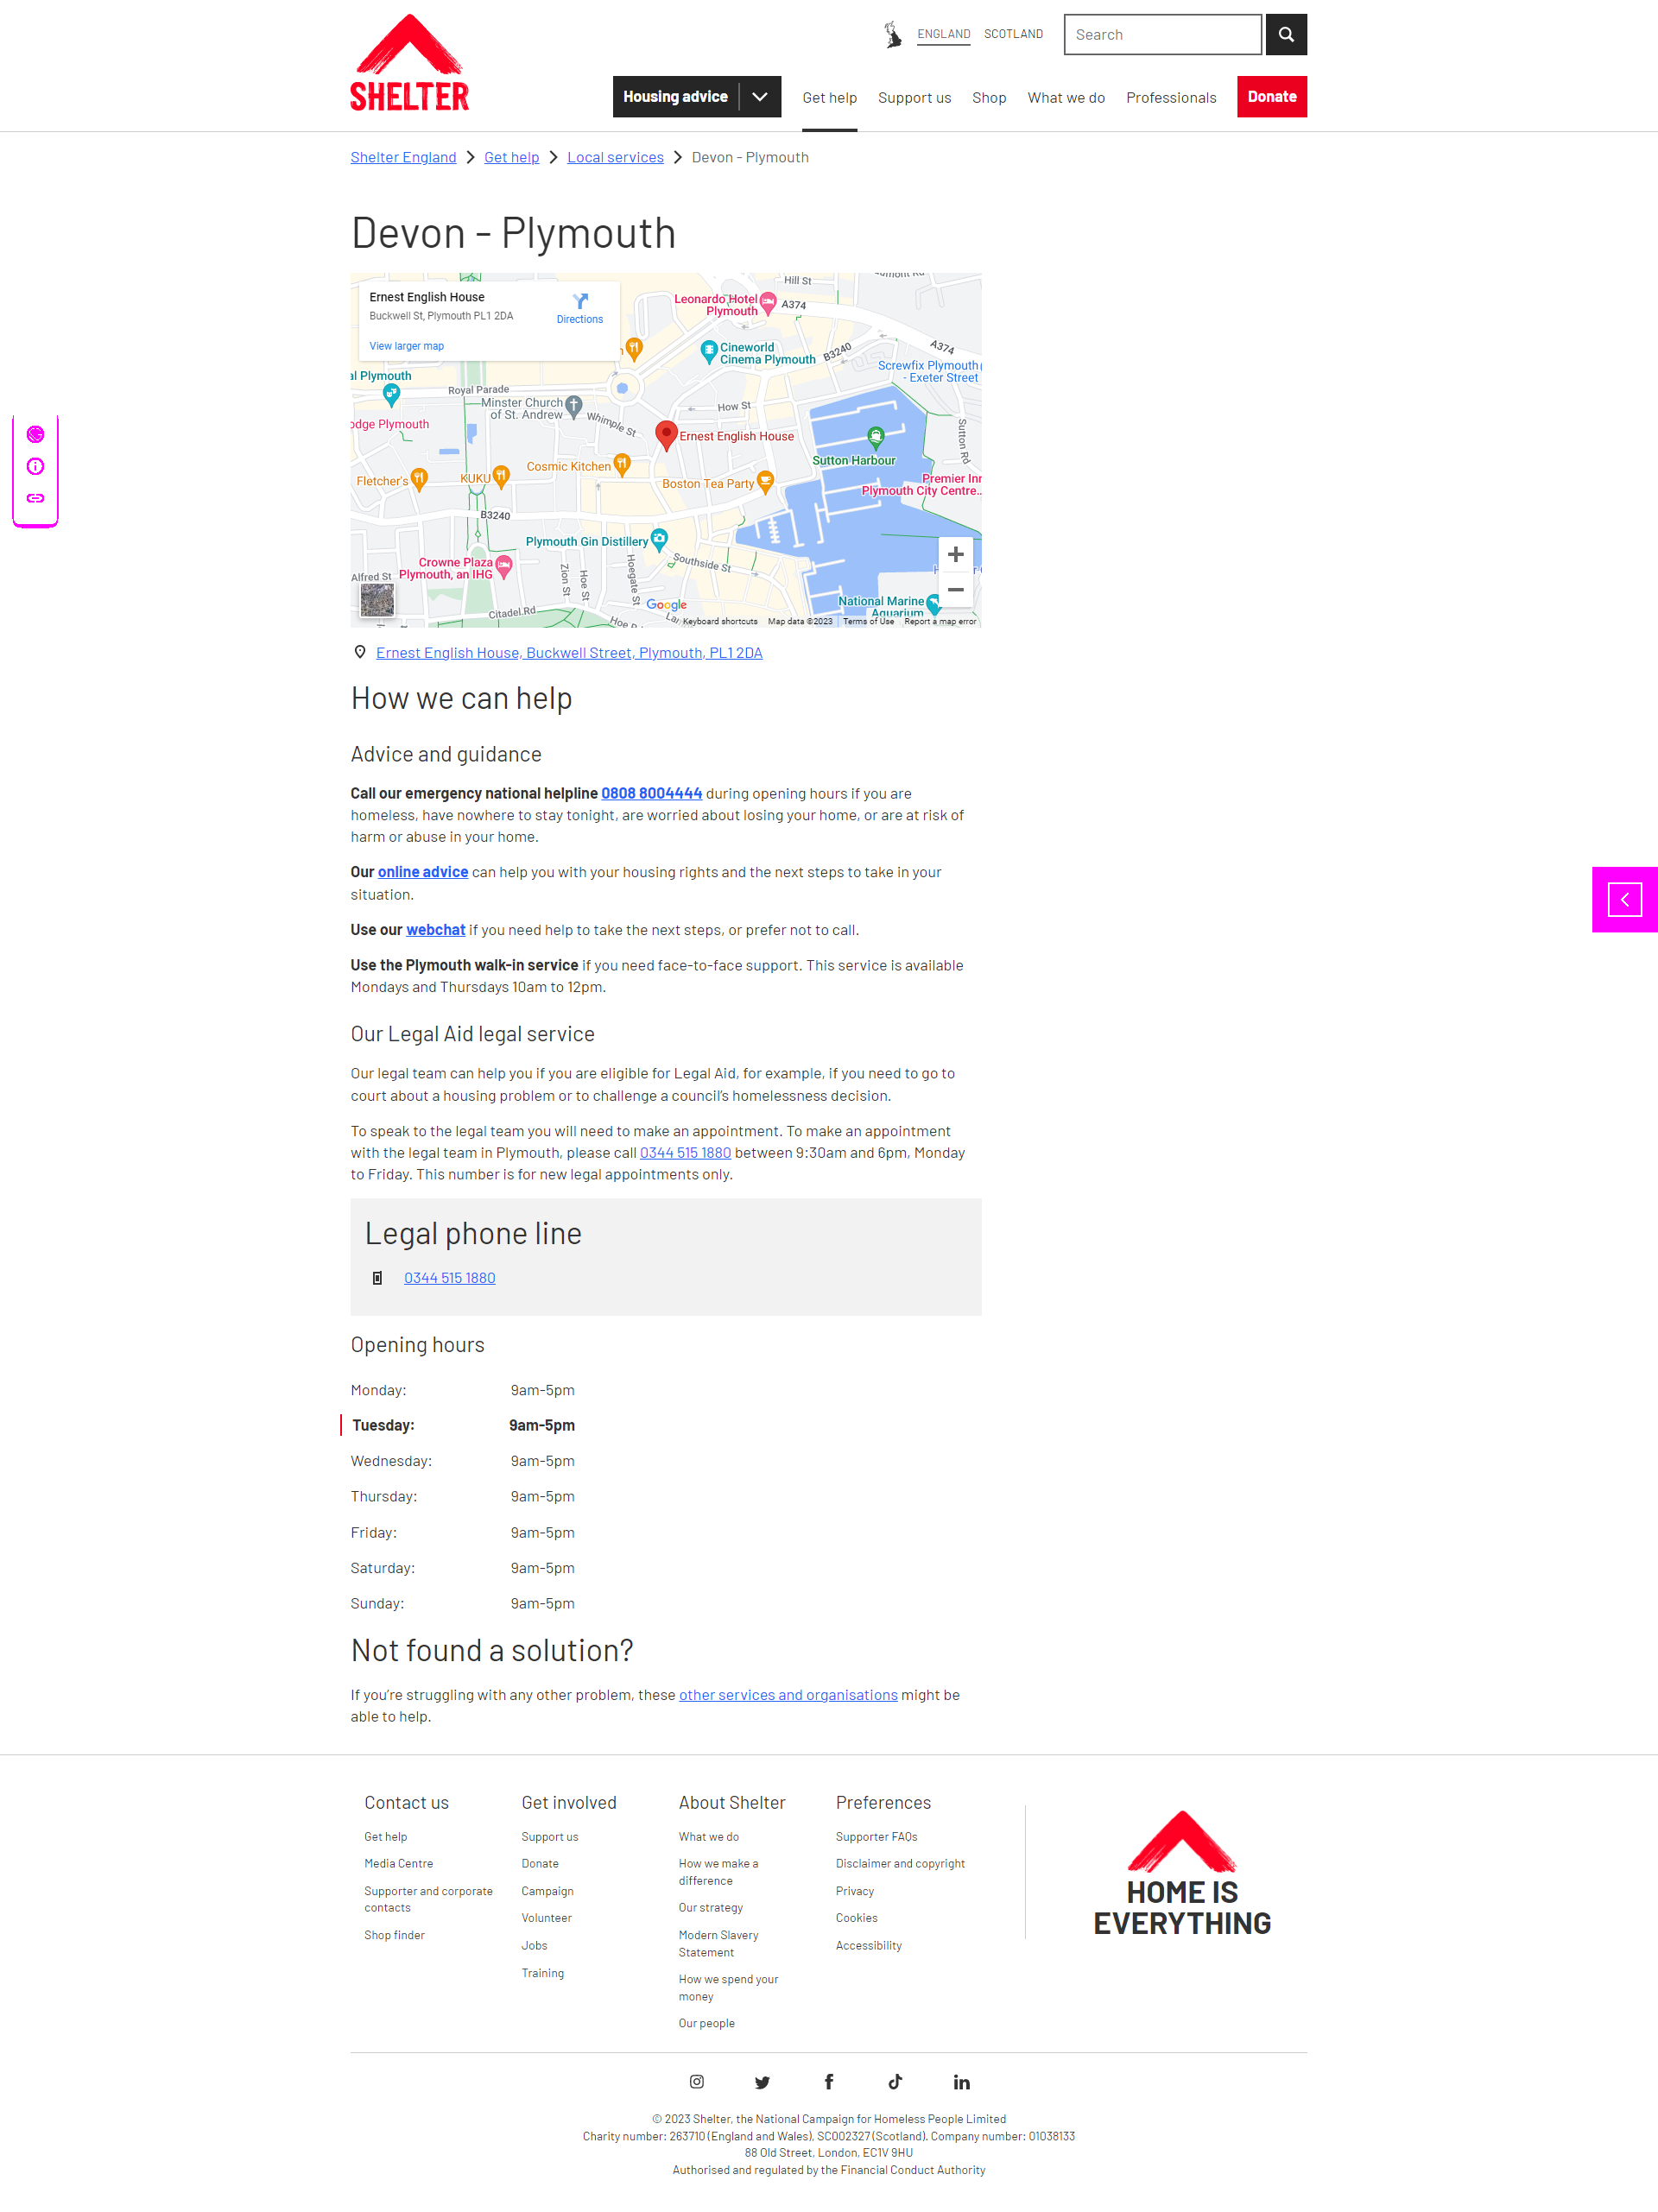 SHELTER
ENGLAND
SCOTLAND
Search
Housing advice
Get help
Support us
Shop
What we do
Professionals
Donate
Shelter England
Get help
Local services
Devon - Plymouth
Devon - Plymouth
Ernest English House
Buckwell St, Plymouth PL1 2DA
Directions
View larger map
Hill St
Leonardo Hotel
Plymouth
A374
Cineworld
Cinema Plymouth
B3240
A374
Screwfix Plymouth
- Exeter Street
al Plymouth
Royal Parade
Minster Church
of St. Andrew
Whimple St
How St
odge Plymouth
Ernest English House
Sutton Harbour
Sutton Rd
Cosmic Kitchen
Fletcher's
KUKU
Boston Tea Party
Premier Inn
Plymouth City Centre...
B3240
Plymouth Gin Distillery
Southside St
Crowne Plaza
Plymouth, an IHG
Alfred St
Zion St
Hoe St
Hoegate St
Citadel Rd
Google
National Marine
Aquarium
Keyboard shortcuts
Map data ©2023
Terms of Use
Report a map error
Ernest English House, Buckwell Street, Plymouth, PL1 2DA
How we can help
Advice and guidance
Call our emergency national helpline 0808 8004444 during opening hours if you are
homeless, have nowhere to stay tonight, are worried about losing your home, or are at risk of
harm or abuse in your home.
Our online advice can help you with your housing rights and the next steps to take in your
situation.
Use our webchat if you need help to take the next steps, or prefer not to call.
Use the Plymouth walk-in service if you need face-to-face support. This service is available
Mondays and Thursdays 10am to 12pm.
Our Legal Aid legal service
Our legal team can help you if you are eligible for Legal Aid, for example, if you need to go to
court about a housing problem or to challenge a council’s homelessness decision.
To speak to the legal team you will need to make an appointment. To make an appointment
with the legal team in Plymouth, please call 0344 515 1880 between 9:30am and 6pm, Monday
to Friday. This number is for new legal appointments only.
Legal phone line
0344 515 1880
Opening hours
Monday: 9am-5pm
Tuesday: 9am-5pm
Wednesday: 9am-5pm
Thursday: 9am-5pm
Friday: 9am-5pm
Saturday: 9am-5pm
Sunday: 9am-5pm
Not found a solution?
If you’re struggling with any other problem, these other services and organisations might be
able to help.
Contact us
Get help
Media Centre
Supporter and corporate
contacts
Shop finder
Get involved
Support us
Donate
Campaign
Volunteer
Jobs
Training
About Shelter
What we do
How we make a
difference
Our strategy
Modern Slavery
Statement
How we spend your
money
Our people
Preferences
Supporter FAQs
Disclaimer and copyright
Privacy
Cookies
Accessibility
HOME IS
EVERYTHING
© 2023 Shelter, the National Campaign for Homeless People Limited
Charity number: 263710 (England and Wales), SC002327 (Scotland). Company number: 01038133
88 Old Street, London, EC1V 9HU
Authorised and regulated by the Financial Conduct Authority